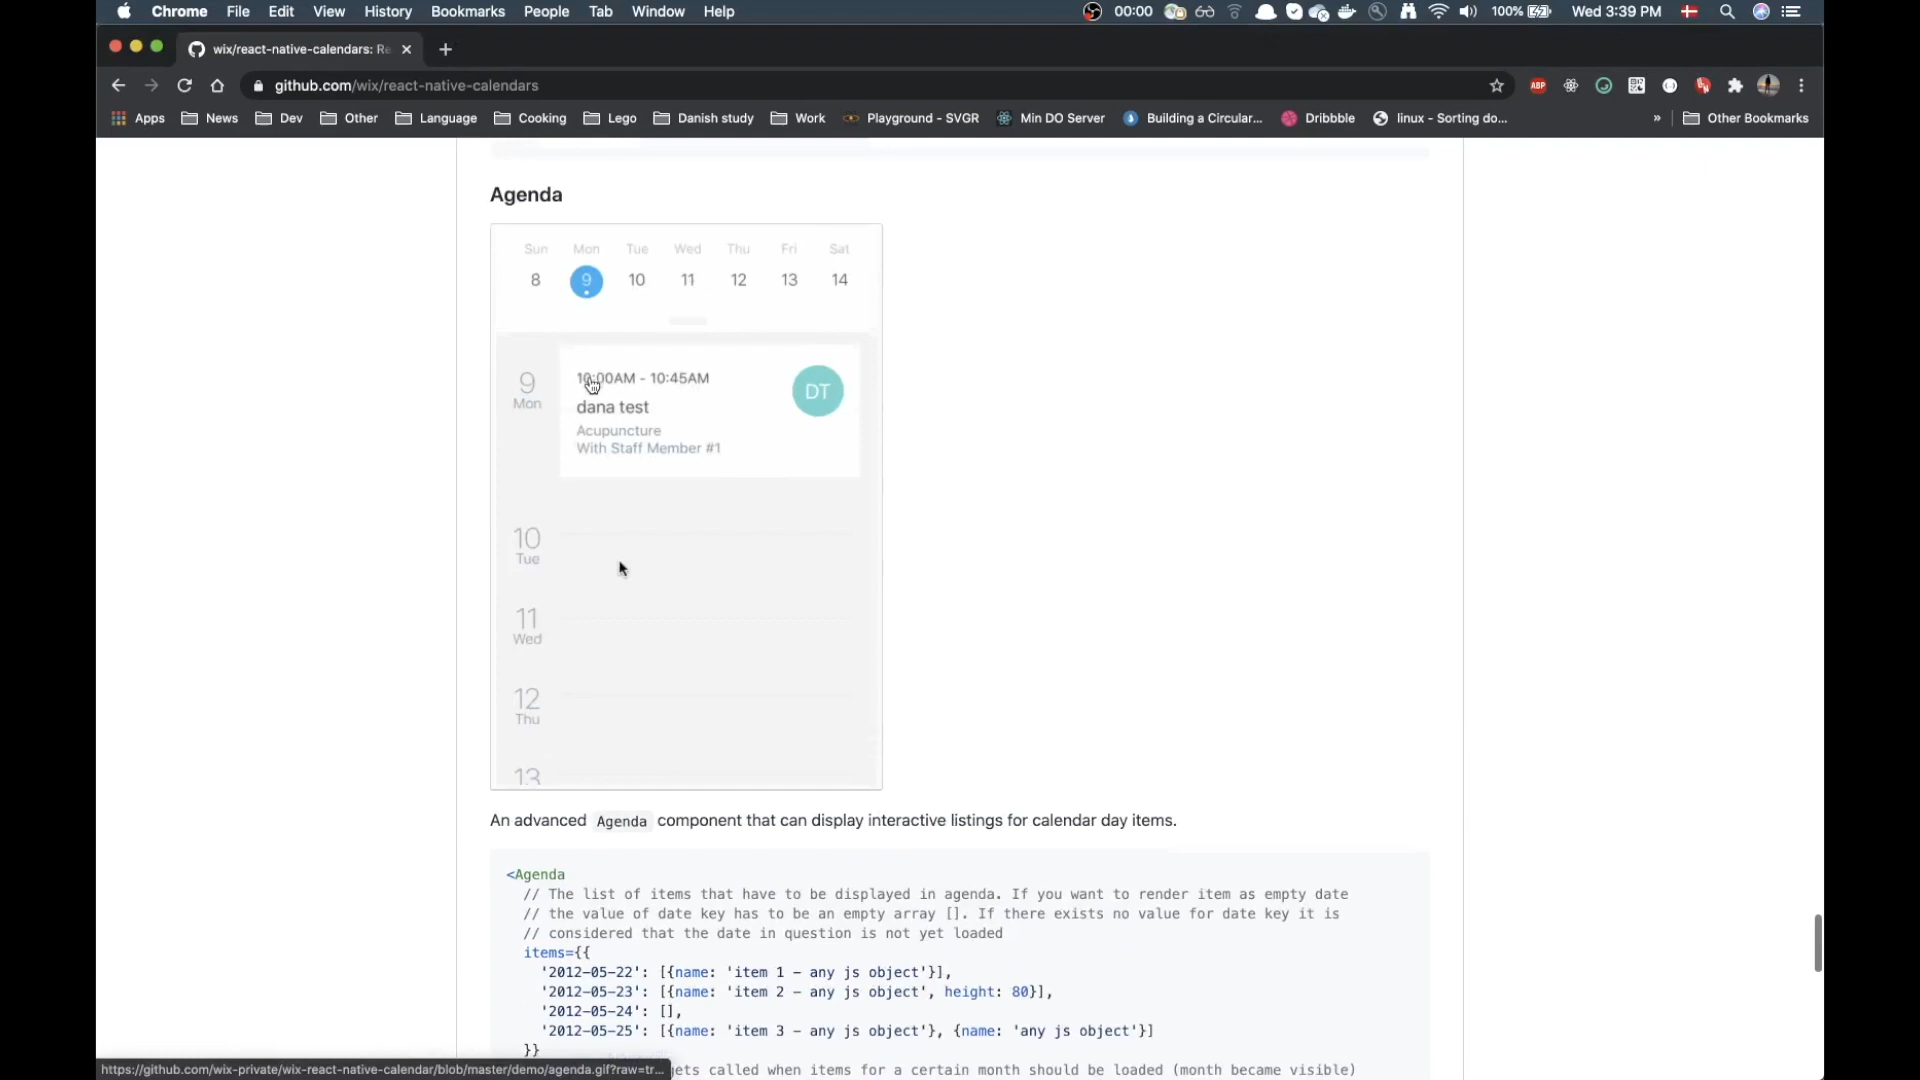 Chrome File Edit View History Bookmarks People Tab Window Help 00:00 100% Wed 3:39 PM
wix/react-native-calendars: Re
github.com/wix/react-native-calendars
ABP
Apps News Dev Other Language Cooking Lego Danish study Work Playground - SVGR Min DO Server Building a Circular... Dribbble linux - Sorting do... » Other Bookmarks
Agenda
Sun Mon Tue Wed Thu Fri Sat
8 9 10 11 12 13 14
9
Mon
10:00AM - 10:45AM
dana test
Acupuncture
With Staff Member #1
DT
10
Tue
11
Wed
12
Thu
13
An advanced Agenda component that can display interactive listings for calendar day items.
<Agenda
// The list of items that have to be displayed in agenda. If you want to render item as empty date
// the value of date key has to be an empty array []. If there exists no value for date key it is
// considered that the date in question is not yet loaded
items={{
'2012-05-22': [{name: 'item 1 - any js object'}],
'2012-05-23': [{name: 'item 2 - any js object', height: 80}],
'2012-05-24': [],
'2012-05-25': [{name: 'item 3 - any js object'}, {name: 'any js object'}]
}}
gets called when items for a certain month should be loaded (month became visible)
https://github.com/wix-private/wix-react-native-calendar/blob/master/demo/agenda.gif?raw=tr...